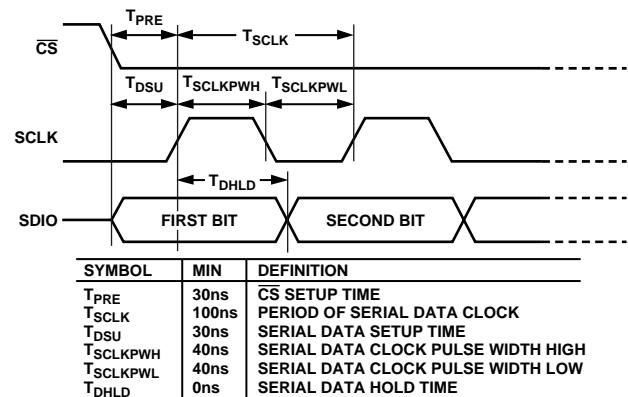 TPRE
TSCLK
CS
TDSU
TSCLKPWH
TSCLKPWL
SCLK
TDHLD
SDIO
FIRST BIT
SECOND BIT
SYMBOL MIN DEFINITION
TPRE 30ns CS SETUP TIME
TSCLK 100ns PERIOD OF SERIAL DATA CLOCK
TDSU 30ns SERIAL DATA SETUP TIME
TSCLKPWH 40ns SERIAL DATA CLOCK PULSE WIDTH HIGH
TSCLKPWL 40ns SERIAL DATA CLOCK PULSE WIDTH LOW
TDHLD 0ns SERIAL DATA HOLD TIME